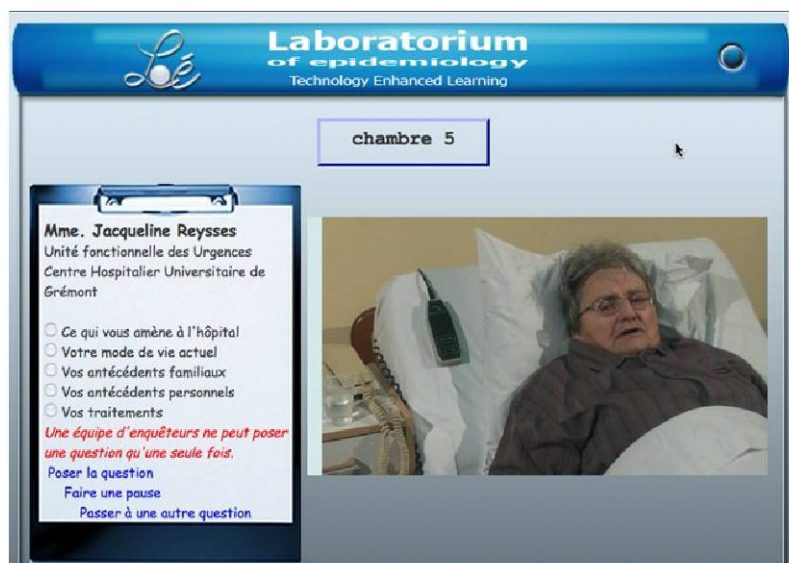 Lé
Laboratorium
of epidemiology
Technology Enhanced Learning
chambre 5
Mme. Jacqueline Reysses
Unité fonctionnelle des Urgences
Centre Hospitalier Universitaire de
Grémont
Ce qui vous amène à l'hôpital
Votre mode de vie actuel
Vos antécédents familiaux
Vos antécédents personnels
Vos traitements
Une équipe d'enquêteurs ne peut poser
une question qu'une seule fois.
Poser la question
Faire une pause
Passer à une autre question